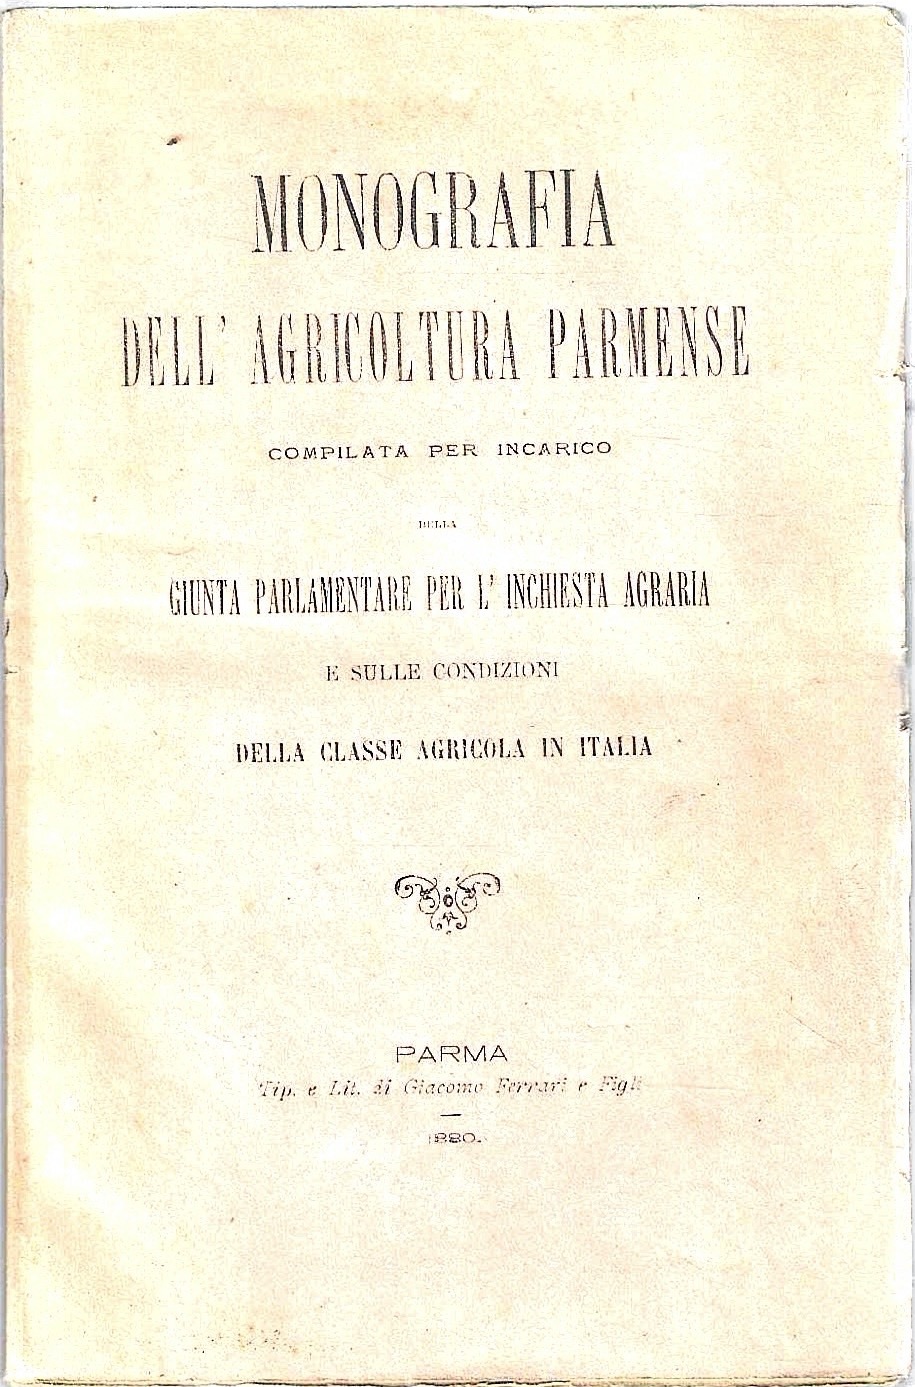 MONOGRAFIA
DELL' AGRICOLTURA PARMENSE
COMPILATA PER INCARICO
DELLA
GIUNTA PARLAMENTARE PER L' INCHIESTA AGRARIA
E SULLE CONDIZIONI
DELLA CLASSE AGRICOLA IN ITALIA
PARMA
Tip. e Lit. di Giacomo Ferrari e Figli
1880.